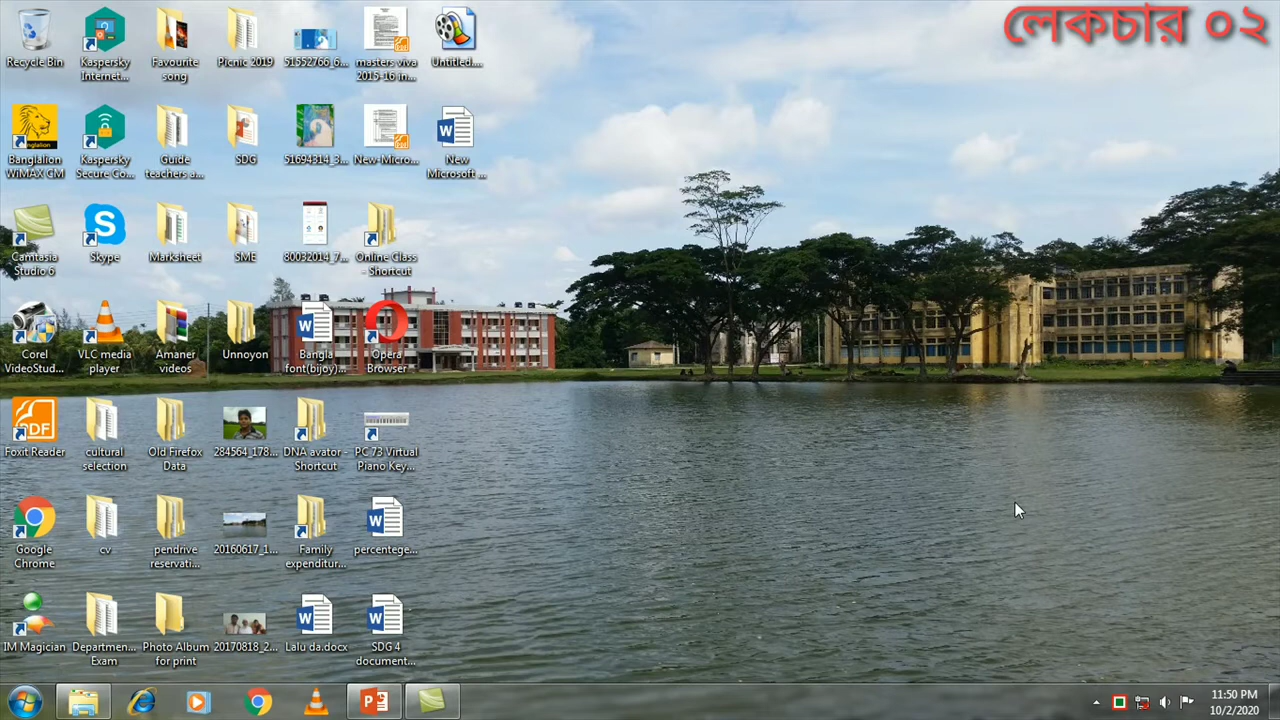 লেকচার ০২
Recycle Bin
Kaspersky Internet...
Favourite song
Picnic 2019
51552766_6...
masters viva 2015-16 in...
Untitled....
Banglalion WiMAX CM
Kaspersky Secure Co...
Guide teachers a...
SDG
51694314_3...
New-Micro...
New Microsoft ...
Camtasia Studio 6
Skype
Marksheet
SME
80032014_7...
Online Class - Shortcut
Corel VideoStud...
VLC media player
Amaner videos
Unnoyon
Bangla font(bijoy)...
Opera Browser
Foxit Reader
cultural selection
Old Firefox Data
284564_178...
DNA avator - Shortcut
PC 73 Virtual Piano Key...
Google Chrome
cv
pendrive reservati...
20160617_1...
Family expenditur...
percentege...
IM Magician
Departmen... Exam
Photo Album for print
20170818_2...
Lalu da.docx
SDG 4 document...
11:50 PM
10/2/2020